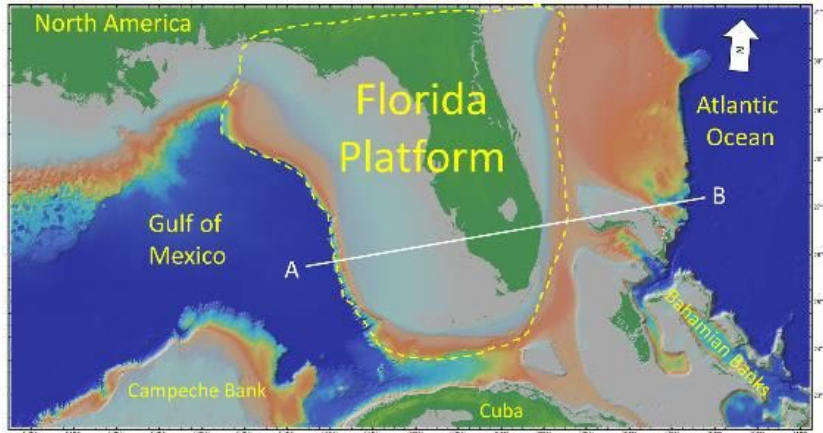 North America
N
Florida
Platform
Atlantic
Ocean
Gulf of
Mexico
A
B
Bahamian Banks
Campeche Bank
Cuba